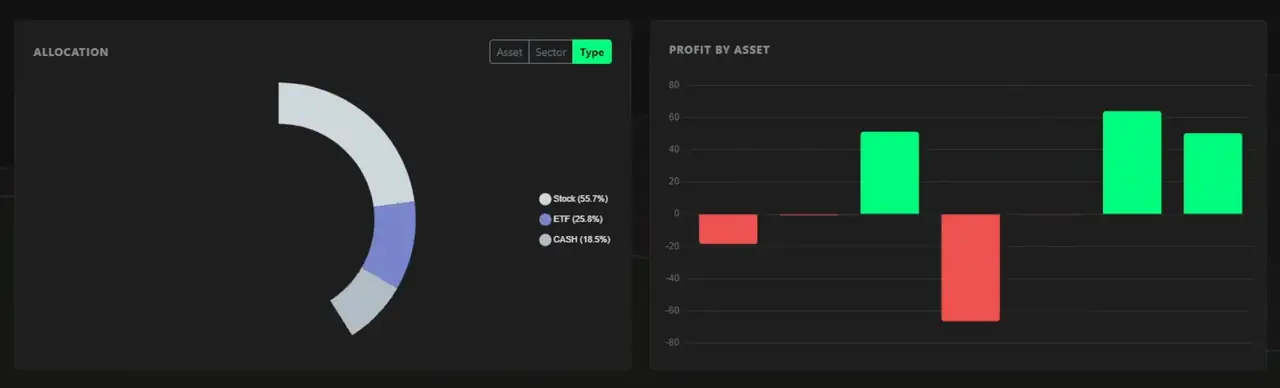 ALLOCATION
Asset Sector Type
Stock (55.7%)
ETF (25.8%)
CASH (18.5%)
PROFIT BY ASSET
80
60
40
20
0
-20
-40
-60
-80